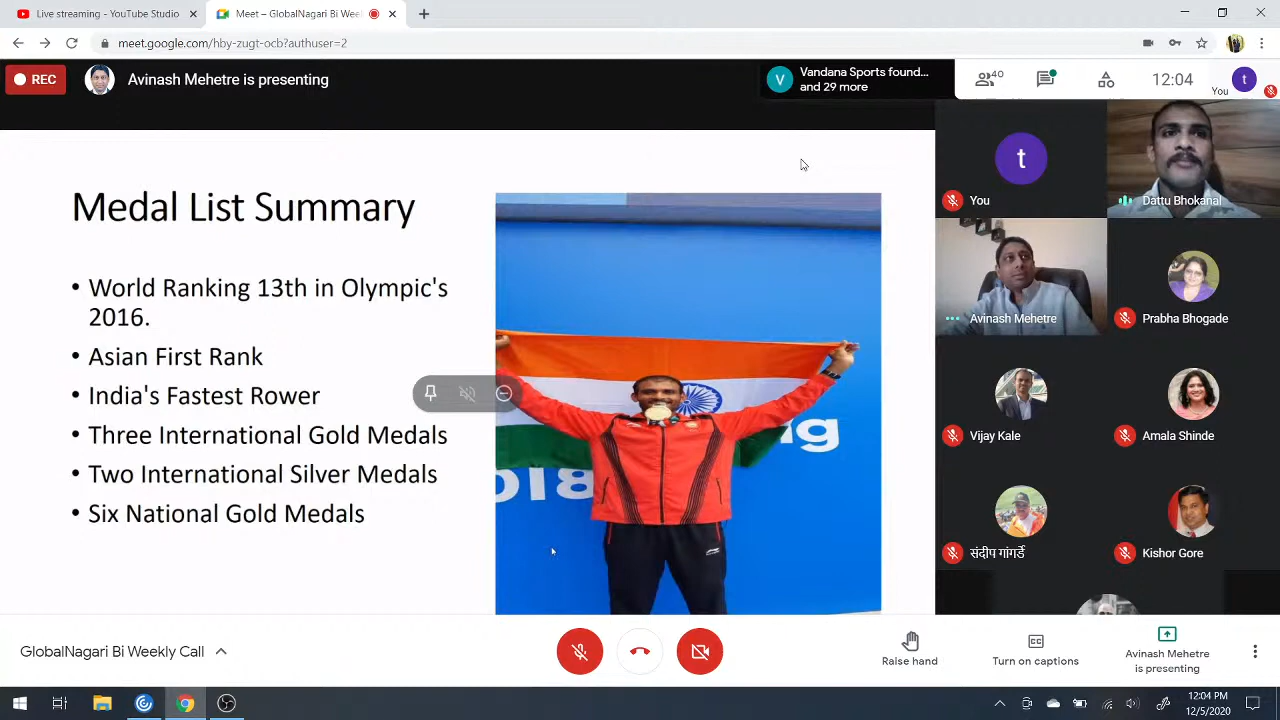 Live streaming - YouTube Studio
Meet – GlobalNagari Bi Weekl
meet.google.com/hby-zugt-ocb?authuser=2
REC
Avinash Mehetre is presenting
V
Vandana Sports found...
and 29 more
40
12:04
You
t
Medal List Summary
• World Ranking 13th in Olympic's
2016.
• Asian First Rank
• India's Fastest Rower
• Three International Gold Medals
• Two International Silver Medals
• Six National Gold Medals
ng
t
You
Dattu Bhokanal
Avinash Mehetre
Prabha Bhogade
Vijay Kale
Amala Shinde
संदीप गांगर्डे
Kishor Gore
GlobalNagari Bi Weekly Call
Raise hand
CC
Turn on captions
Avinash Mehetre
is presenting
12:04 PM
12/5/2020